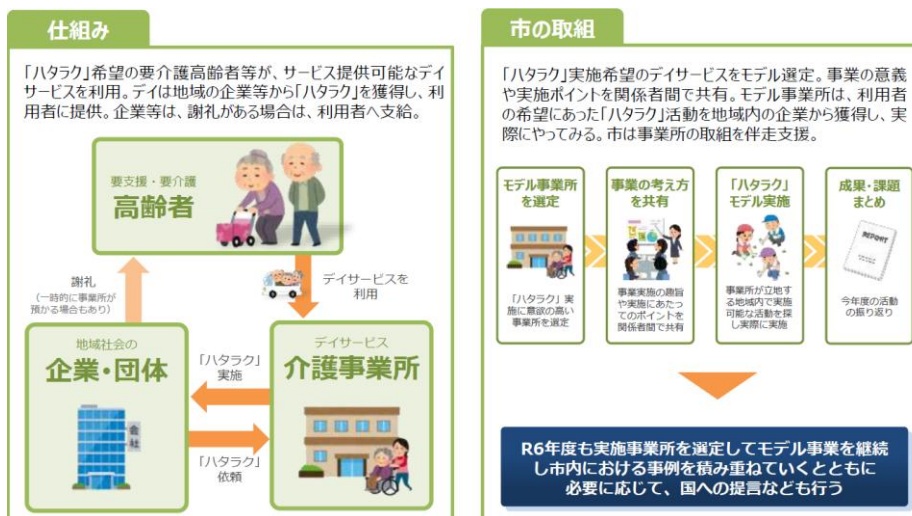 仕組み
「ハタラク」希望の要介護高齢者等が、サービス提供可能なデイ
サービスを利用。デイは地域の企業等から「ハタラク」を獲得し、利
用者に提供。企業等は、謝礼がある場合は、利用者へ支給。
要支援・要介護
高齢者
謝礼
（一時的に事業所が
預かる場合もあり）
デイサービスを
利用
地域社会の
企業・団体
会社
「ハタラク」
実施
「ハタラク」
依頼
デイサービス
介護事業所
市の取組
「ハタラク」実施希望のデイサービスをモデル選定。事業の意義
や実施ポイントを関係者間で共有。モデル事業所は、利用者
の希望にあった「ハタラク」活動を地域内の企業から獲得し、実
際にやってみる。市は事業所の取組を伴走支援。
モデル事業所
を選定
「ハタラク」実
施に意欲の高い
事業所を選定
事業の考え方
を共有
事業実施の趣旨
や実施にあたっ
てのポイントを
関係者間で共有
「ハタラク」
モデル実施
事業所が立地す
る地域内で実施
可能な活動を探
し実際に実施
成果・課題
まとめ
REPORT
今年度の活動
の振り返り
R6年度も実施事業所を選定してモデル事業を継続
し市内における事例を積み重ねていくとともに
必要に応じて、国への提言なども行う